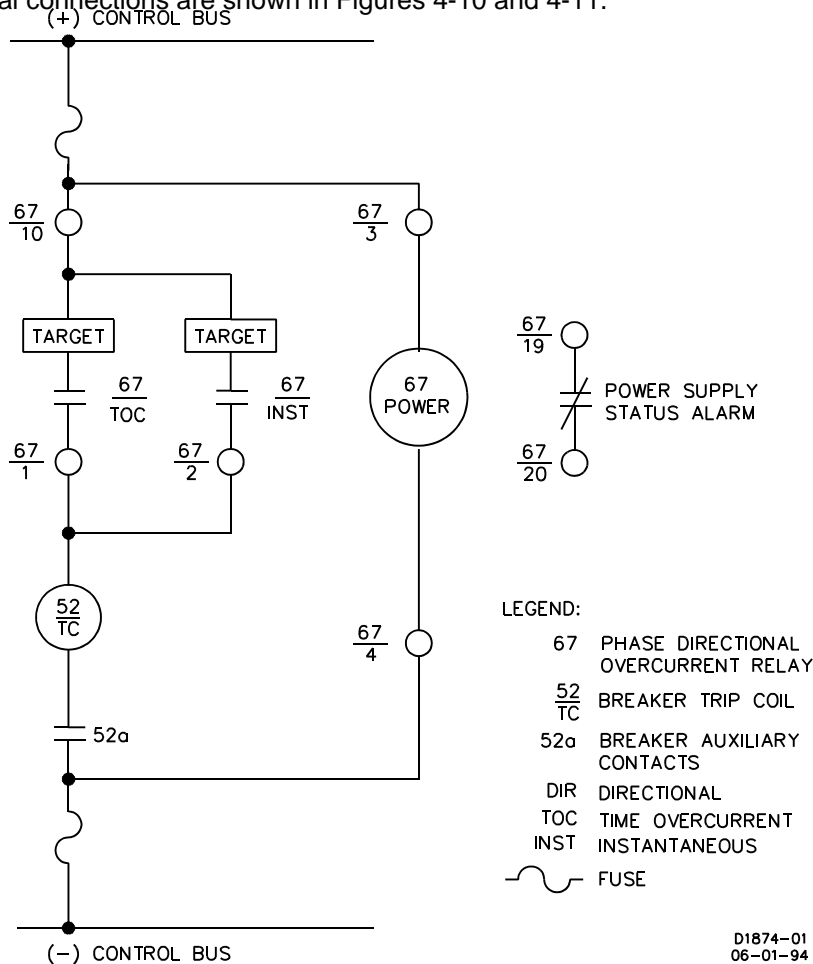 al connections are shown in Figures 4-10 and 4-11.
(+) CONTROL BUS
67
10
67
3
TARGET
TARGET
67
TOC
67
INST
67
POWER
67
19
POWER SUPPLY
STATUS ALARM
67
20
67
1
67
2
52
TC
67
4
52a
LEGEND:
67 PHASE DIRECTIONAL
OVERCURRENT RELAY
52
TC BREAKER TRIP COIL
52a BREAKER AUXILIARY
CONTACTS
DIR DIRECTIONAL
TOC TIME OVERCURRENT
INST INSTANTANEOUS
FUSE
(-) CONTROL BUS
D1874-01
06-01-94